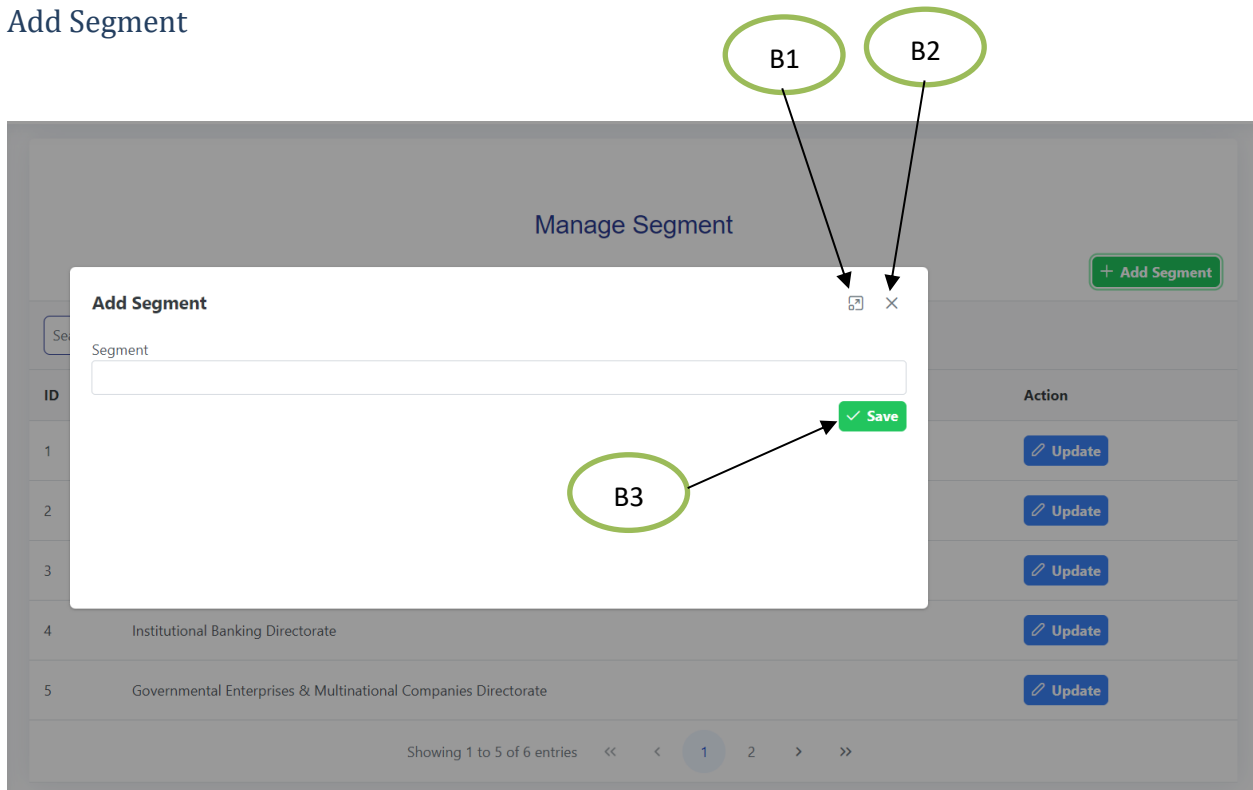 Add Segment
B1
B2
Manage Segment
+ Add Segment
Add Segment
Segment
ID
Action
Save
1
Update
B3
2
Update
3
Update
4 Institutional Banking Directorate Update
5 Governmental Enterprises & Multinational Companies Directorate Update
Showing 1 to 5 of 6 entries << < 1 2 > >>